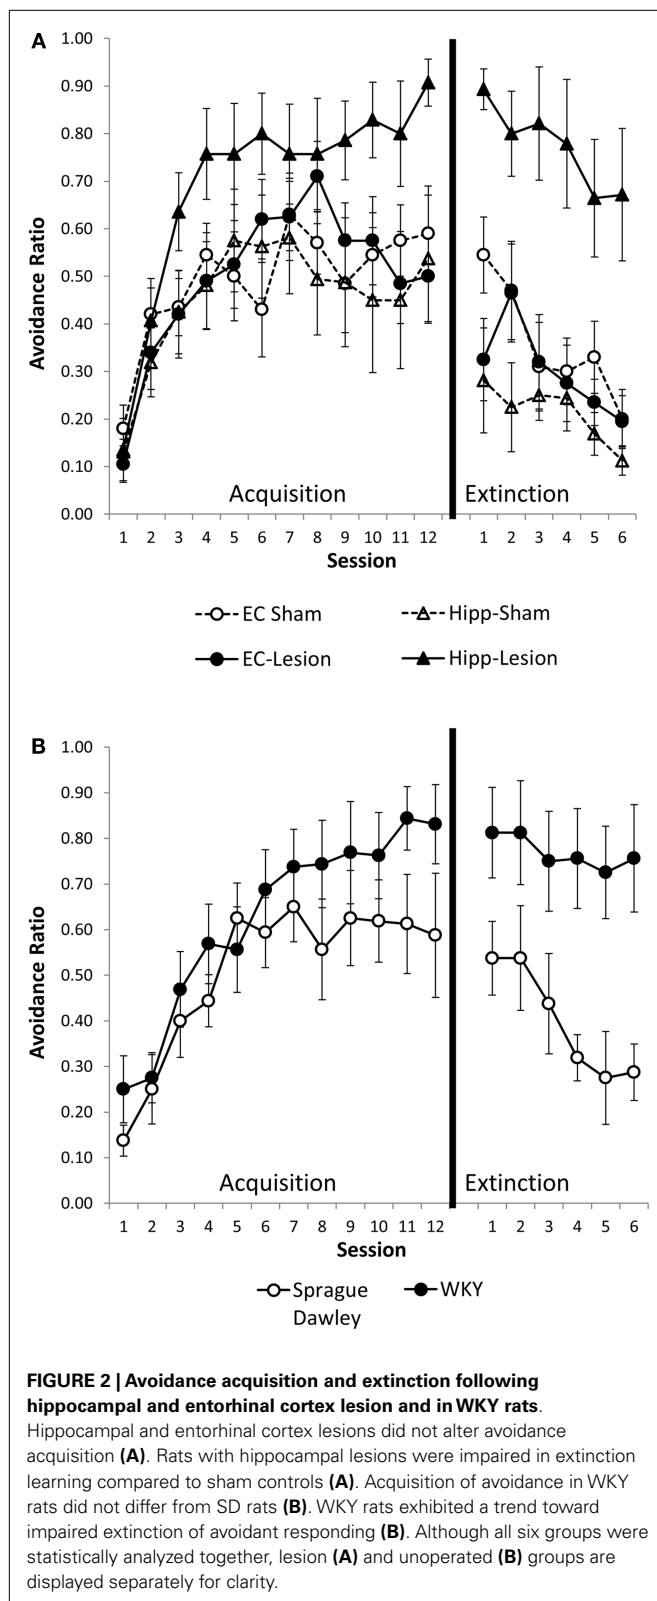 A
1.00
0.90
0.80
0.70
0.60
0.50
0.40
0.30
0.20
0.10
0.00
Avoidance Ratio
Acquisition Extinction
1 2 3 4 5 6 7 8 9 10 11 12 1 2 3 4 5 6
Session
EC Sham Hipp-Sham
EC-Lesion Hipp-Lesion
B
1.00
0.90
0.80
0.70
0.60
0.50
0.40
0.30
0.20
0.10
0.00
Avoidance Ratio
Acquisition Extinction
1 2 3 4 5 6 7 8 9 10 11 12 1 2 3 4 5 6
Session
Sprague WKY
Dawley
FIGURE 2 | Avoidance acquisition and extinction following
hippocampal and entorhinal cortex lesion and in WKY rats.
Hippocampal and entorhinal cortex lesions did not alter avoidance
acquisition (A). Rats with hippocampal lesions were impaired in extinction
learning compared to sham controls (A). Acquisition of avoidance in WKY
rats did not differ from SD rats (B). WKY rats exhibited a trend toward
impaired extinction of avoidant responding (B). Although all six groups were
statistically analyzed together, lesion (A) and unoperated (B) groups are
displayed separately for clarity.